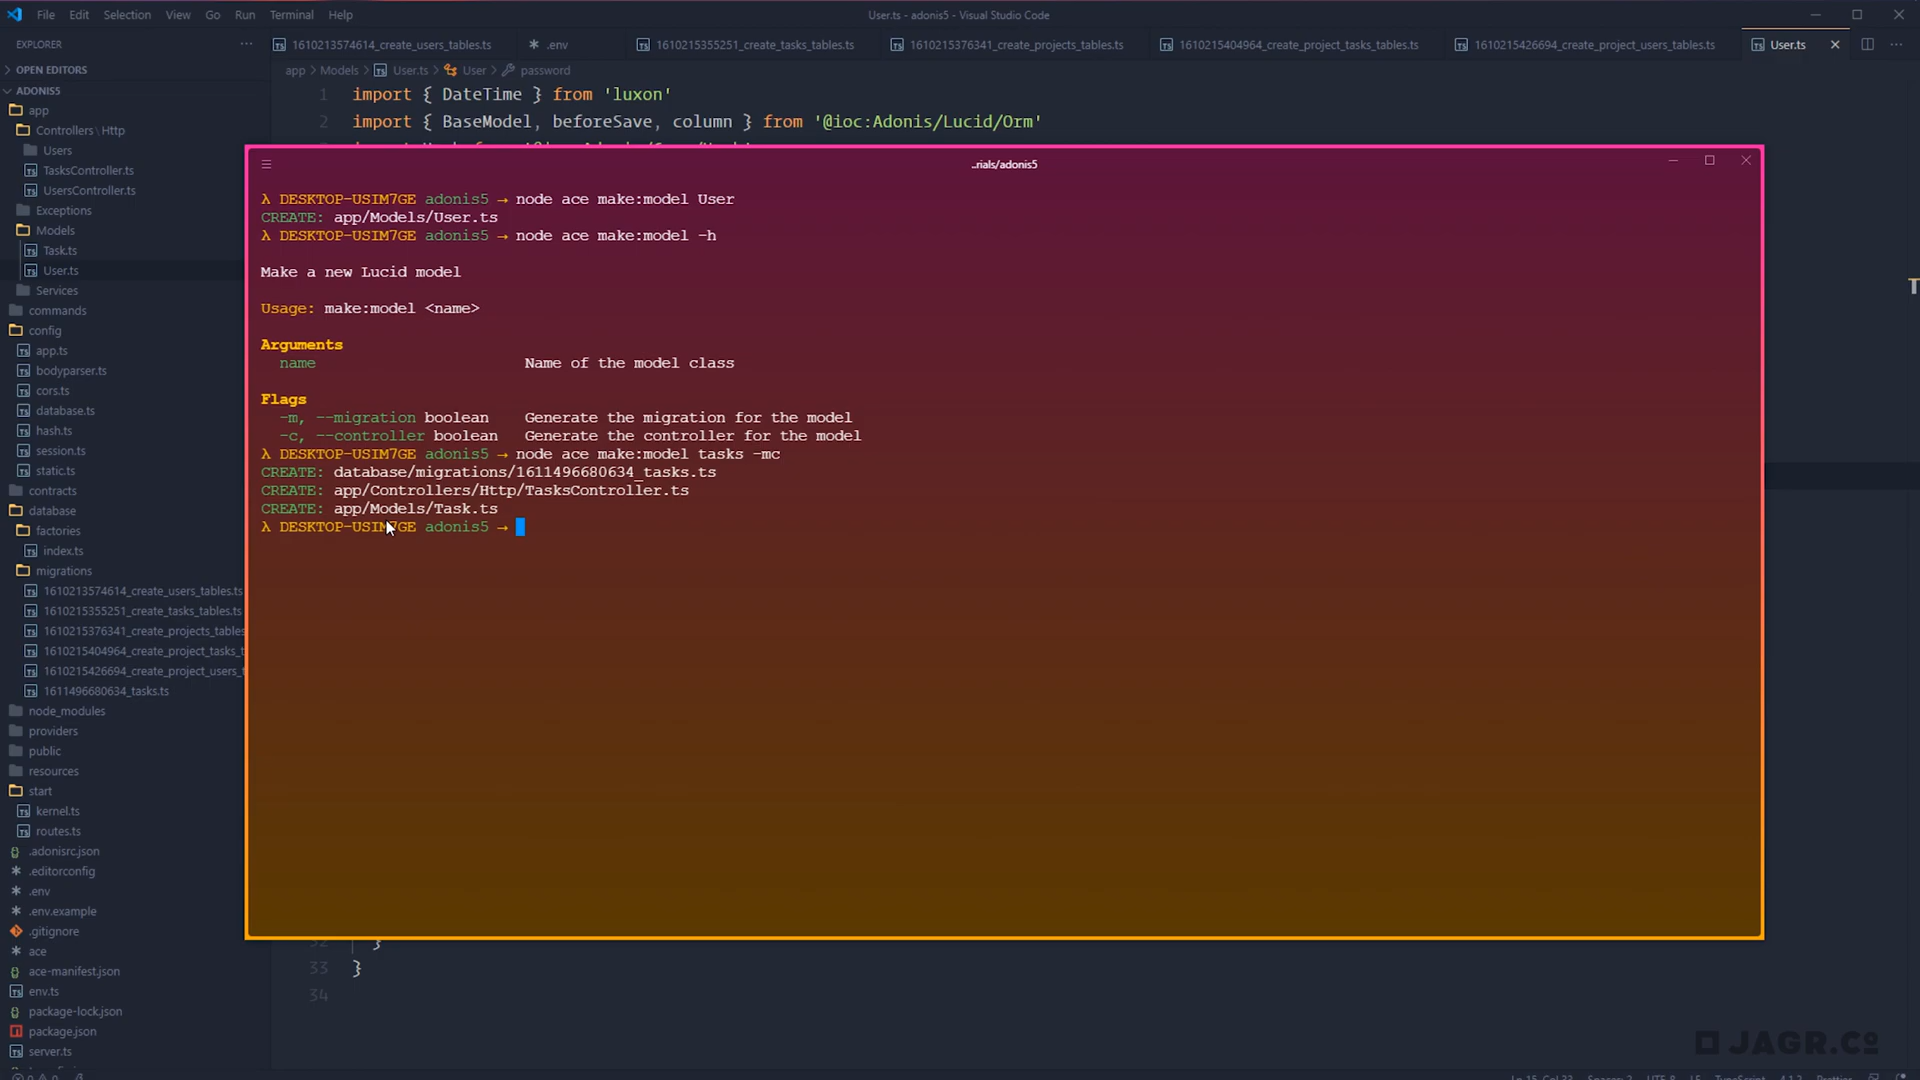 File Edit Selection View Go Run Terminal Help
User.ts - adonis5 - Visual Studio Code
EXPLORER
1610213574614_create_users_tables.ts
.env
1610215355251_create_tasks_tables.ts
1610215376341_create_projects_tables.ts
1610215404964_create_project_tasks_tables.ts
1610215426694_create_project_users_tables.ts
User.ts
OPEN EDITORS
app > Models > User.ts > User > password
ADONIS5
app
Controllers \ Http
Users
TasksController.ts
UsersController.ts
Exceptions
Models
Task.ts
User.ts
Services
commands
config
app.ts
bodyparser.ts
cors.ts
database.ts
hash.ts
session.ts
static.ts
contracts
database
factories
index.ts
migrations
1610213574614_create_users_tables.ts
1610215355251_create_tasks_tables.ts
1610215376341_create_projects_tables
1610215404964_create_project_tasks_t
1610215426694_create_project_users_t
1611496680634_tasks.ts
node_modules
providers
public
resources
start
kernel.ts
routes.ts
.adonisrc.json
.editorconfig
.env
.env.example
.gitignore
ace
ace-manifest.json
env.ts
package-lock.json
package.json
server.ts
1 import { DateTime } from 'luxon'
2 import { BaseModel, beforeSave, column } from '@ioc:Adonis/Lucid/Orm'
..rials/adonis5
λ DESKTOP-USIM7GE adonis5 → node ace make:model User
CREATE: app/Models/User.ts
λ DESKTOP-USIM7GE adonis5 → node ace make:model -h
Make a new Lucid model
Usage: make:model <name>
Arguments
name Name of the model class
Flags
-m, --migration boolean Generate the migration for the model
-c, --controller boolean Generate the controller for the model
λ DESKTOP-USIM7GE adonis5 → node ace make:model tasks -mc
CREATE: database/migrations/1611496680634_tasks.ts
CREATE: app/Controllers/Http/TasksController.ts
CREATE: app/Models/Task.ts
λ DESKTOP-USIM7GE adonis5 →
32 }
33 }
34
JAGR.Co